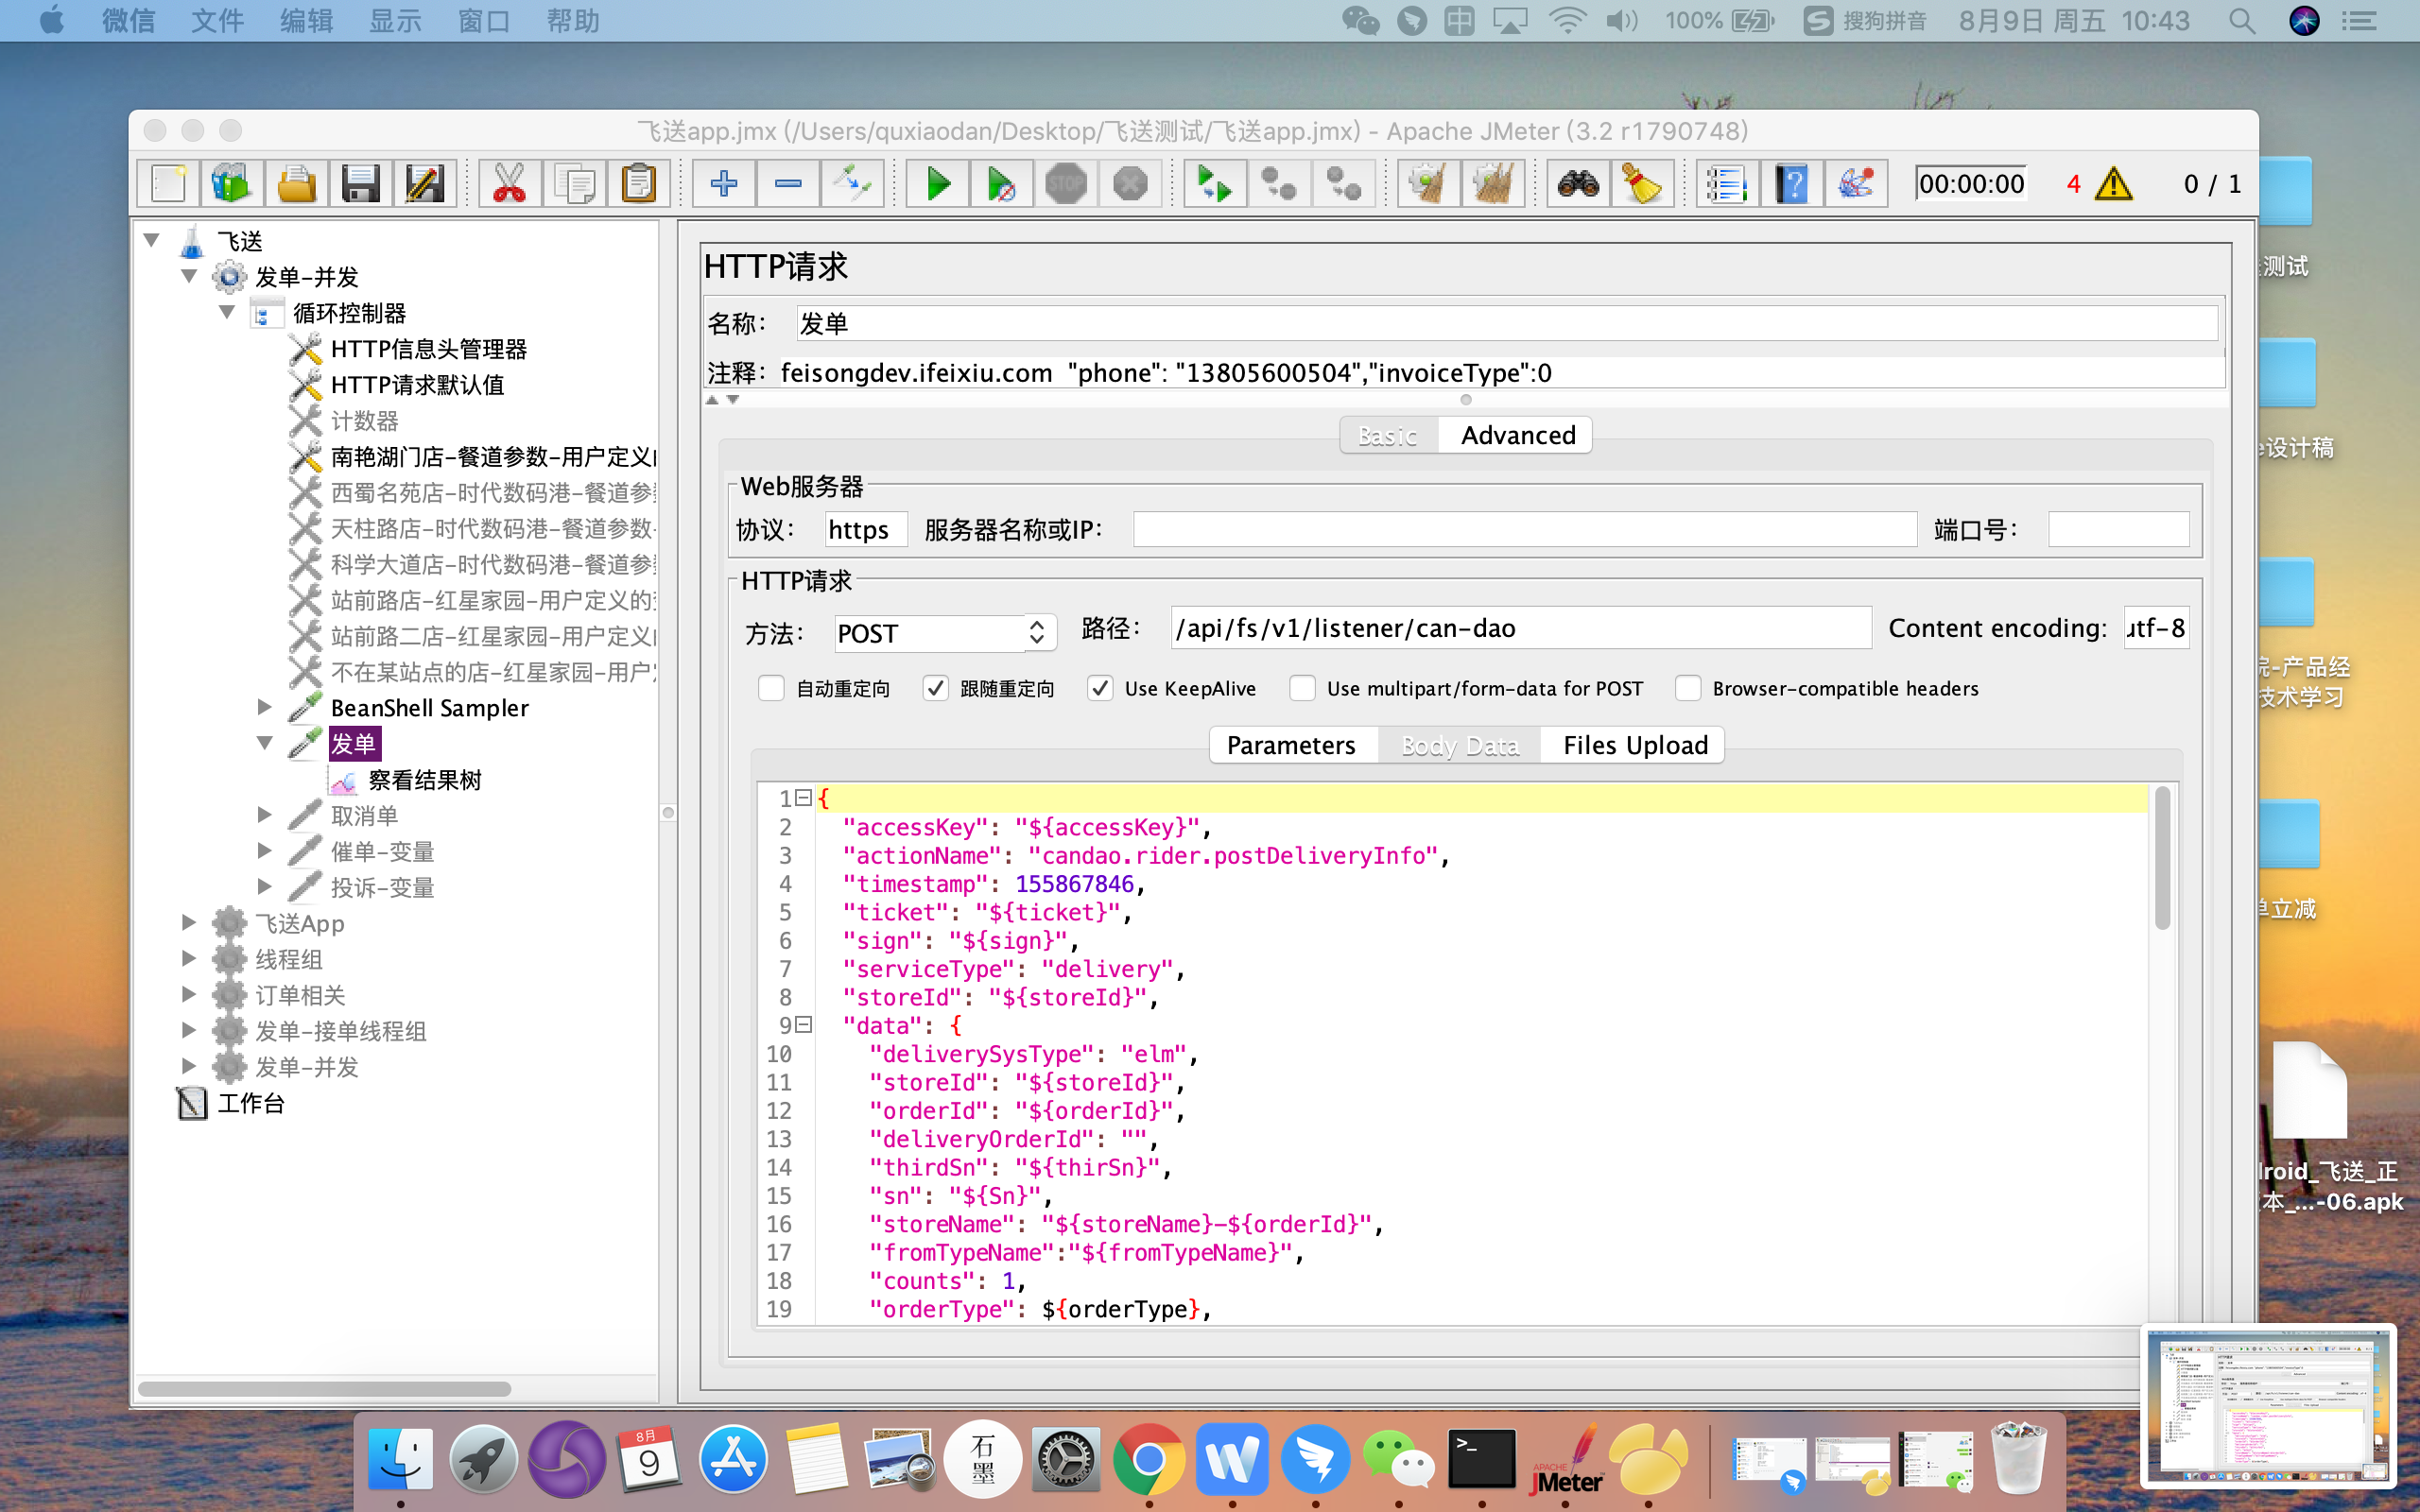 微信 文件 编辑 显示 窗口 帮助 中 100% 搜狗拼音 8月9日 周五 10:43
飞送app.jmx (/Users/quxiaodan/Desktop/飞送测试/飞送app.jmx) - Apache JMeter (3.2 r1790748)
STOP 00:00:00 4 0 / 1
飞送
发单-并发
循环控制器
HTTP信息头管理器
HTTP请求默认值
计数器
南艳湖门店-餐道参数-用户定义
西蜀名苑店-时代数码港-餐道参
天柱路店-时代数码港-餐道参数-
科学大道店-时代数码港-餐道参
站前路店-红星家园-用户定义的
站前路二店-红星家园-用户定义
不在某站点的店-红星家园-用户
BeanShell Sampler
发单
察看结果树
取消单
催单-变量
投诉-变量
飞送App
线程组
订单相关
发单-接单线程组
发单-并发
工作台
HTTP请求
名称： 发单
注释： feisongdev.ifeixiu.com "phone": "13805600504","invoiceType":0
Basic Advanced
Web服务器
协议： https 服务器名称或IP： 端口号：
HTTP请求
方法： POST 路径： /api/fs/v1/listener/can-dao Content encoding: utf-8
自动重定向 跟随重定向 Use KeepAlive Use multipart/form-data for POST Browser-compatible headers
Parameters Body Data Files Upload
1 {
2 "accessKey": "${accessKey}",
3 "actionName": "candao.rider.postDeliveryInfo",
4 "timestamp": 155867846,
5 "ticket": "${ticket}",
6 "sign": "${sign}",
7 "serviceType": "delivery",
8 "storeId": "${storeId}",
9 "data": {
10 "deliverySysType": "elm",
11 "storeId": "${storeId}",
12 "orderId": "${orderId}",
13 "deliveryOrderId": "",
14 "thirdSn": "${thirSn}",
15 "sn": "${Sn}",
16 "storeName": "${storeName}-${orderId}",
17 "fromTypeName":"${fromTypeName}",
18 "counts": 1,
19 "orderType": ${orderType},
测试
设计稿
-产品经
技术学习
单立减
droid_飞送_正
本_...-06.apk
8月
9
石
墨
APACHE
JMeter